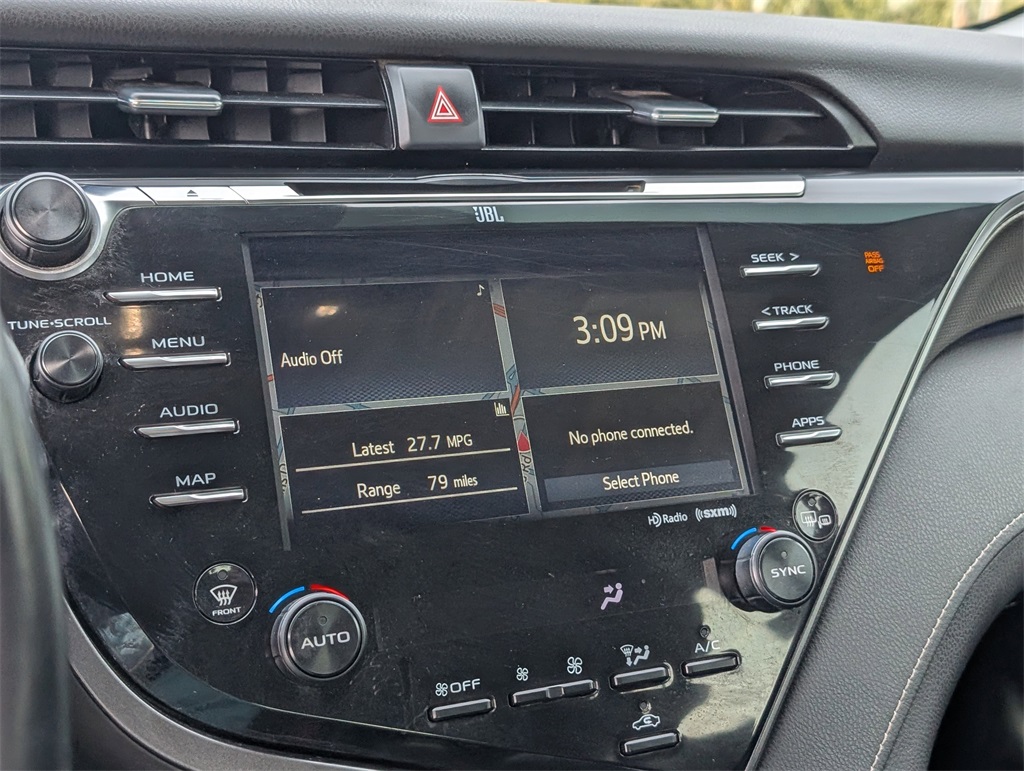 JBL
HOME
TUNE•SCROLL
MENU
AUDIO
MAP
Audio Off
3:09 PM
Latest 27.7 MPG
Range 79 miles
No phone connected.
Select Phone
SEEK >
< TRACK
PHONE
APPS
PASS
AIRBAG
OFF
HD Radio ((SXM))
FRONT
AUTO
SYNC
OFF
A/C